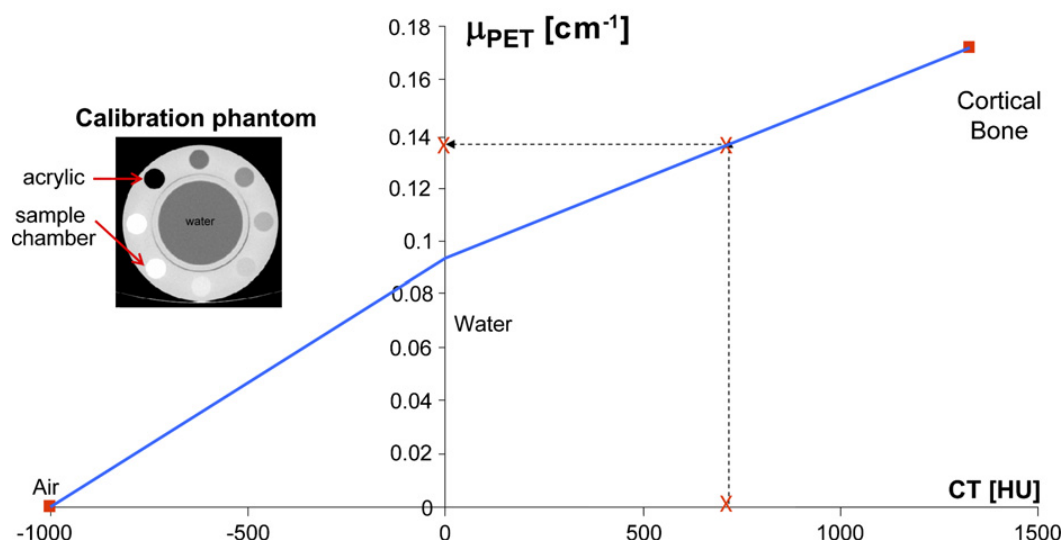 μPET [cm-1]
0.18
0.16
0.14
0.12
0.1
0.08
0.06
0.04
0.02
0
Calibration phantom
acrylic
sample
chamber
water
Cortical
Bone
Water
Air
X
X
X
CT [HU]
-1000
-500
0
500
1000
1500